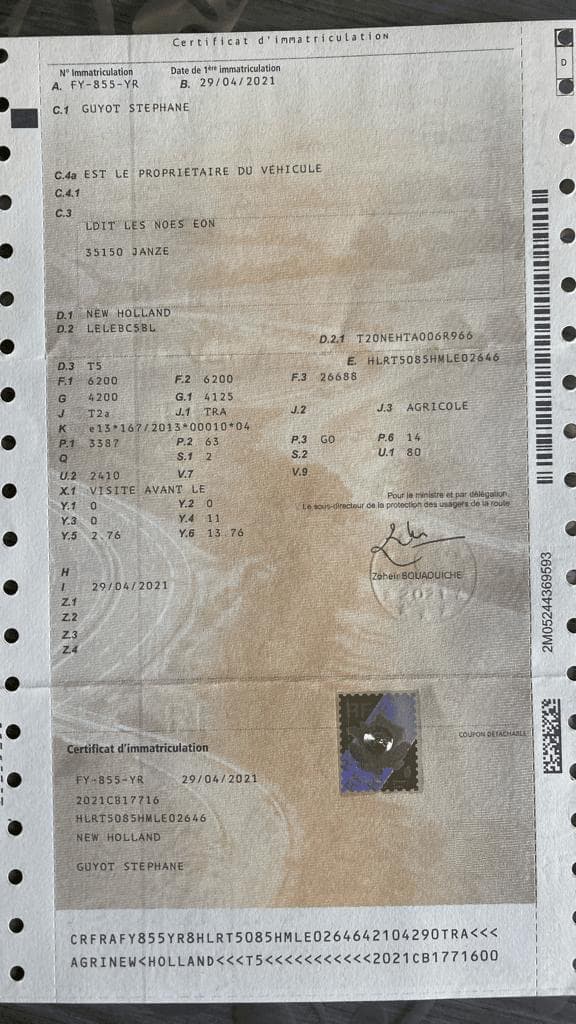 Certificat d'immatriculation
N° Immatriculation Date de 1ère immatriculation
A. FY-855-YR B. 29/04/2021
D
C.1 GUYOT STEPHANE
C.4a EST LE PROPRIETAIRE DU VEHICULE
C.4.1
C.3
LDIT LES NOES EON
35150 JANZE
D.1 NEW HOLLAND
D.2 LELEBC5BL
D.2.1 T20NEHTA006R966
E. HLRT5085HMLE02646
D.3 T5
F.1 6200 F.2 6200 F.3 26688
G 4200 G.1 4125
J T2a J.1 TRA J.2 J.3 AGRICOLE
K e13*167/2013*00010*04
P.1 3387 P.2 63 P.3 GO P.6 14
Q S.1 2 S.2 U.1 80
U.2 2410 V.7 V.9
X.1 VISITE AVANT LE
Pour le ministre et par délégation,
Le sous-directeur de la protection des usagers de la route
Y.1 0 Y.2 0
Y.3 0 Y.4 11
Y.5 2.76 Y.6 13.76
Zoheir BOUAOUICHE
2021
H
I 29/04/2021
Z.1
Z.2
Z.3
Z.4
2M05244369593
COUPON DÉTACHABLE
Certificat d'immatriculation
FY-855-YR 29/04/2021
2021CB17716
HLRT5085HMLE02646
NEW HOLLAND
GUYOT STEPHANE
CRFRAFY855YR8HLRT5085HMLE0264642104290TRA<<<
AGRINEW<HOLLAND<<<T5<<<<<<<<<<<2021CB1771600